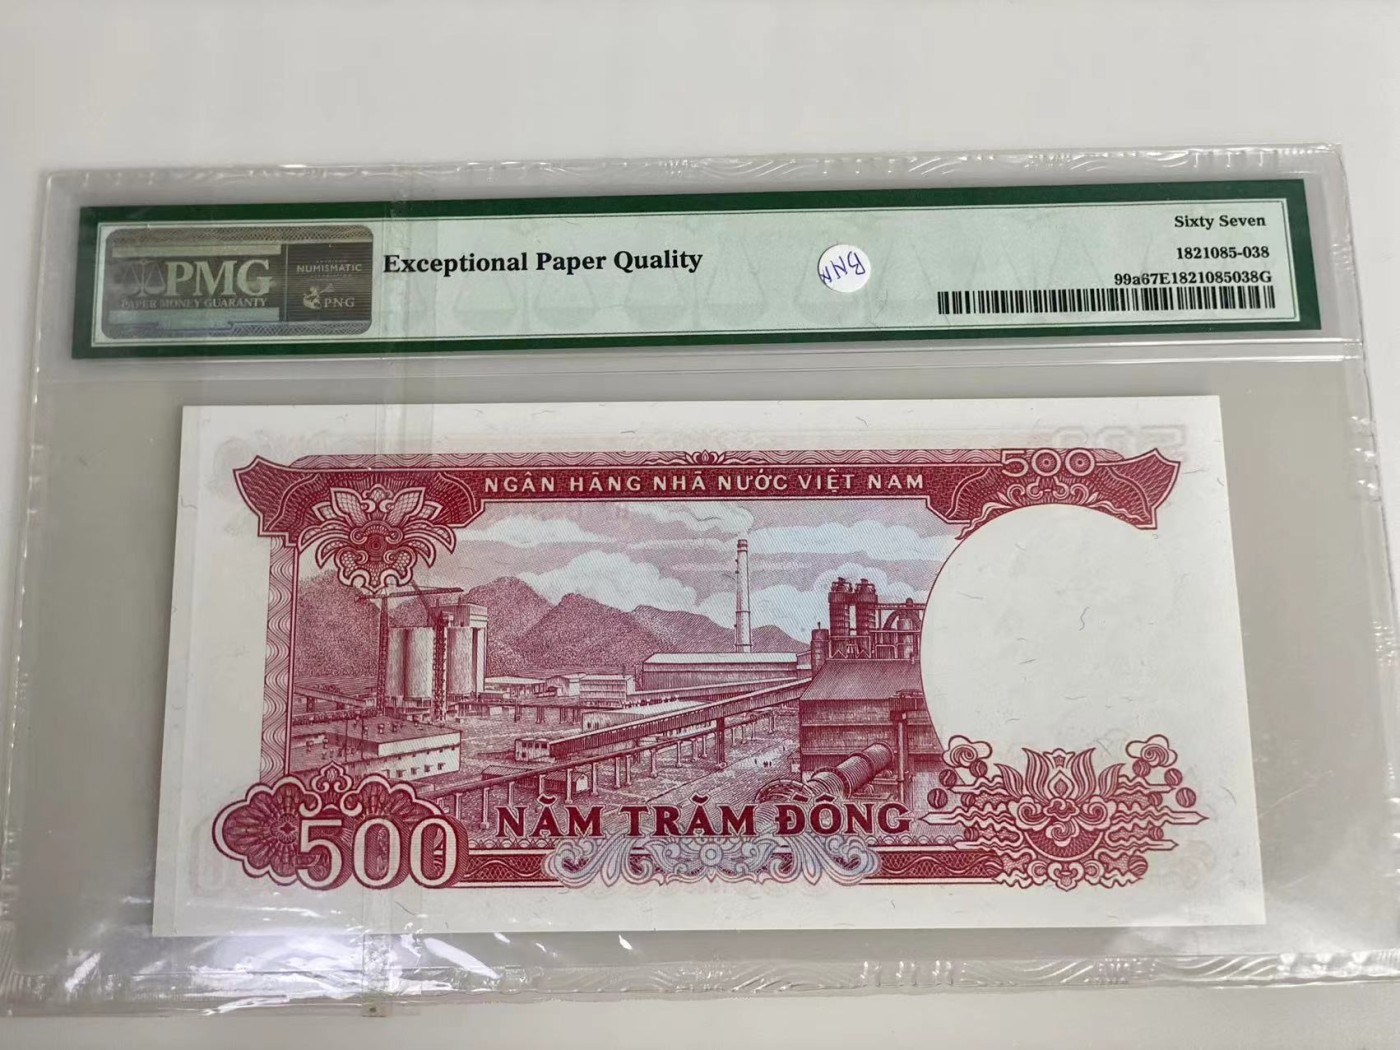 PMG
PAPER MONEY GUARANTY
NUMISMATIC
PNG
Exceptional Paper Quality
BNA
Sixty Seven
1821085-038
99a67E1821085038G
NGÂN HÀNG NHÀ NƯỚC VIỆT NAM
500
500
NĂM TRĂM ĐỒNG